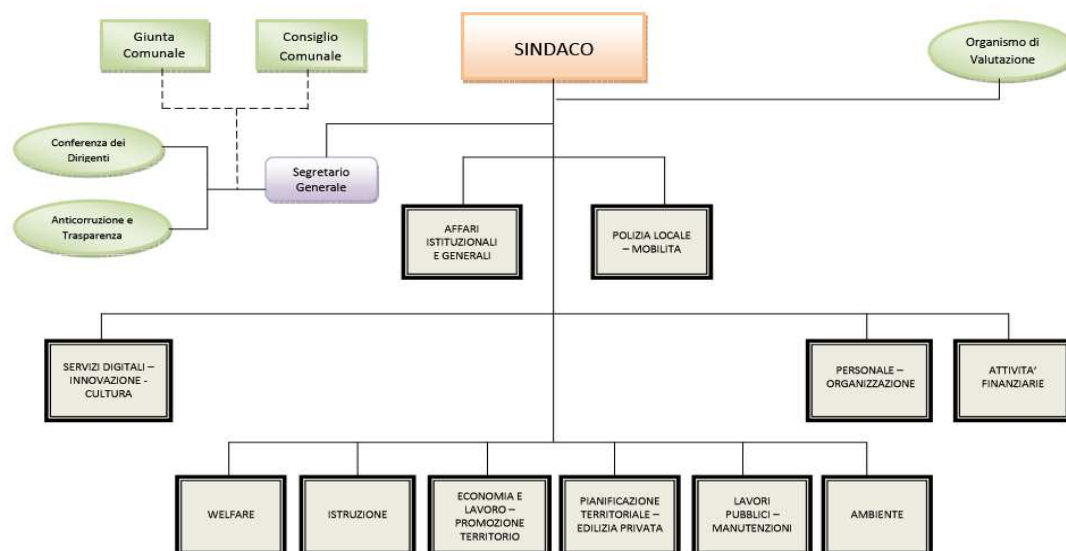 Giunta
Comunale
Consiglio
Comunale
SINDACO
Organismo di
Valutazione
Conferenza dei
Dirigenti
Segretario
Generale
Anticorruzione e
Trasparenza
AFFARI
ISTITUZIONALI
E GENERALI
POLIZIA LOCALE
– MOBILITA
SERVIZI DIGITALI –
INNOVAZIONE -
CULTURA
PERSONALE –
ORGANIZZAZIONE
ATTIVITA’
FINANZIARIE
WELFARE
ISTRUZIONE
ECONOMIA E
LAVORO –
PROMOZIONE
TERRITORIO
PIANIFICAZIONE
TERRITORIALE –
EDILIZIA PRIVATA
LAVORI
PUBBLICI –
MANUTENZIONI
AMBIENTE